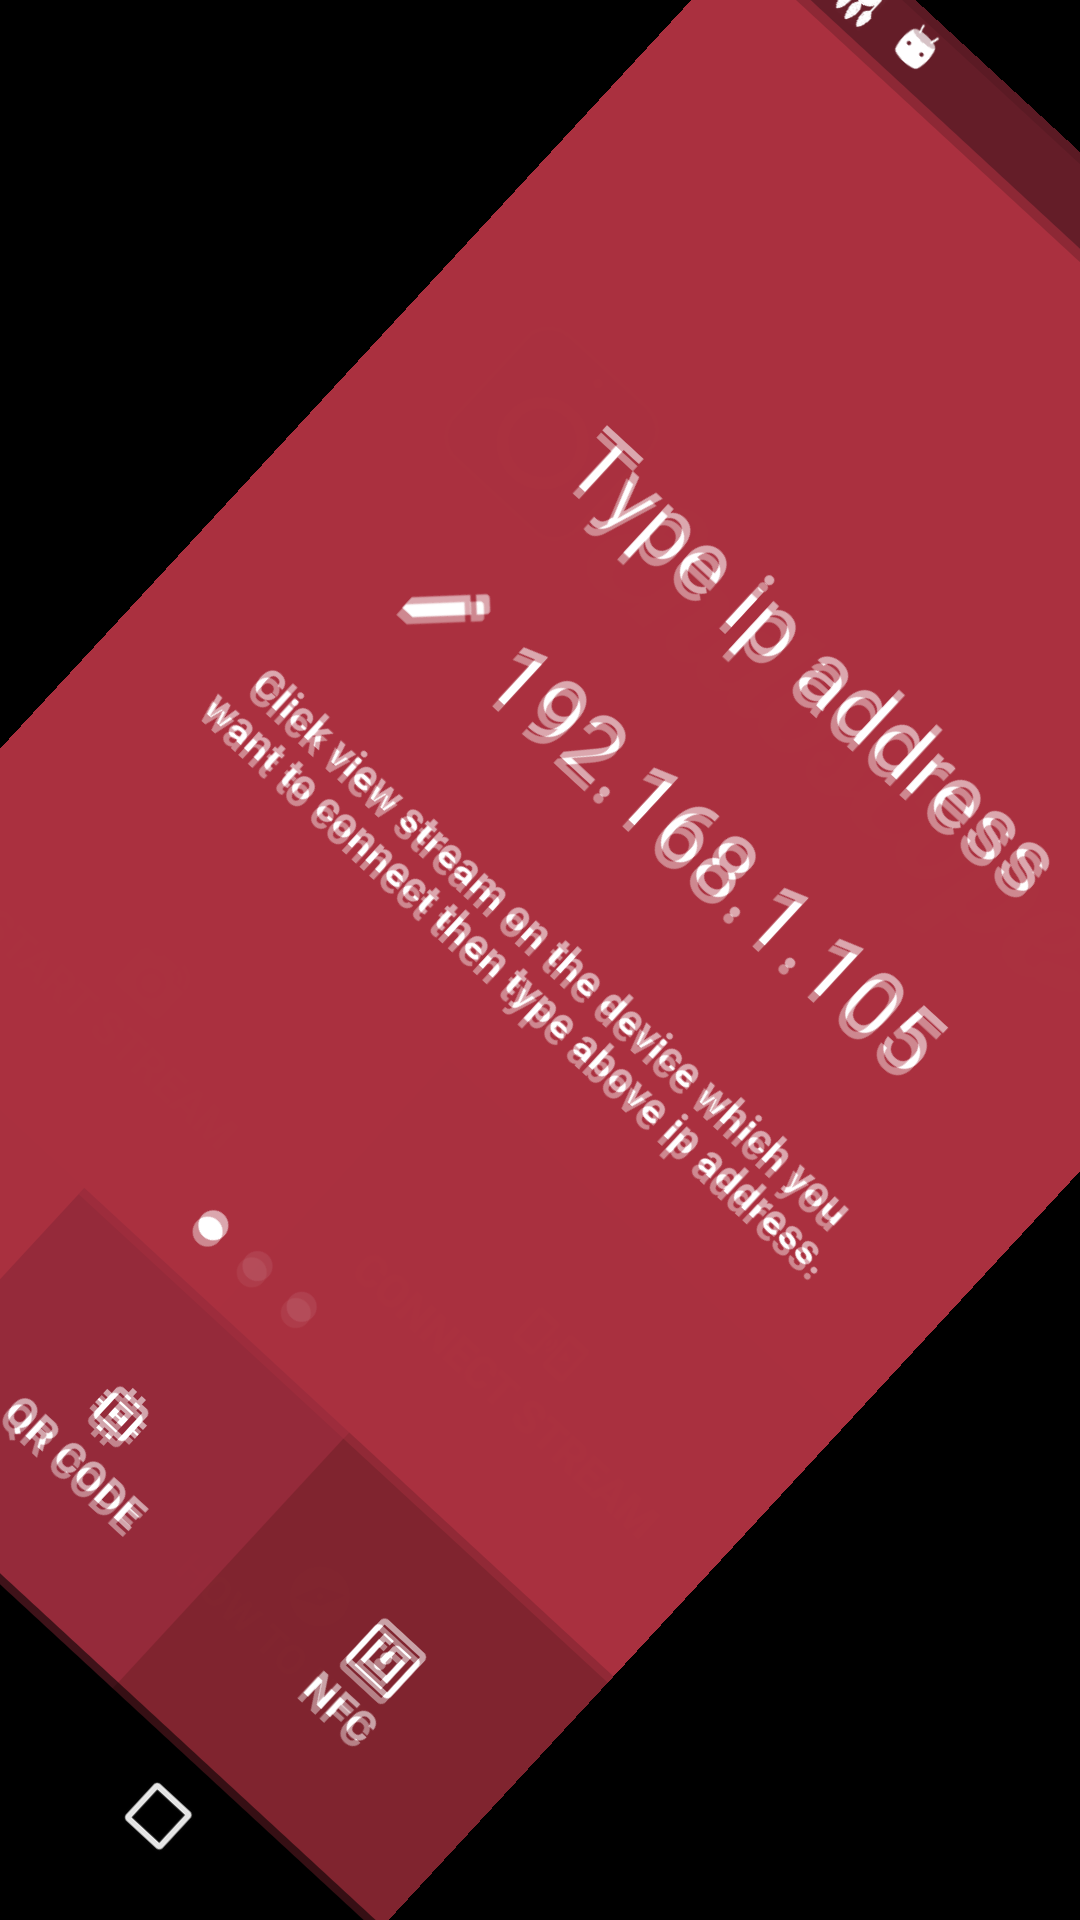 Type ip address
192.168.1.105
Click view stream on the device which you
want to connect then type above ip address.
QR CODE
NFC